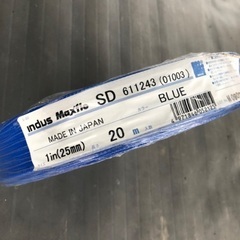 indus Maxflo SD 611243 (01003)
BLUE
MADE IN JAPAN
20 m
1in(25mm)